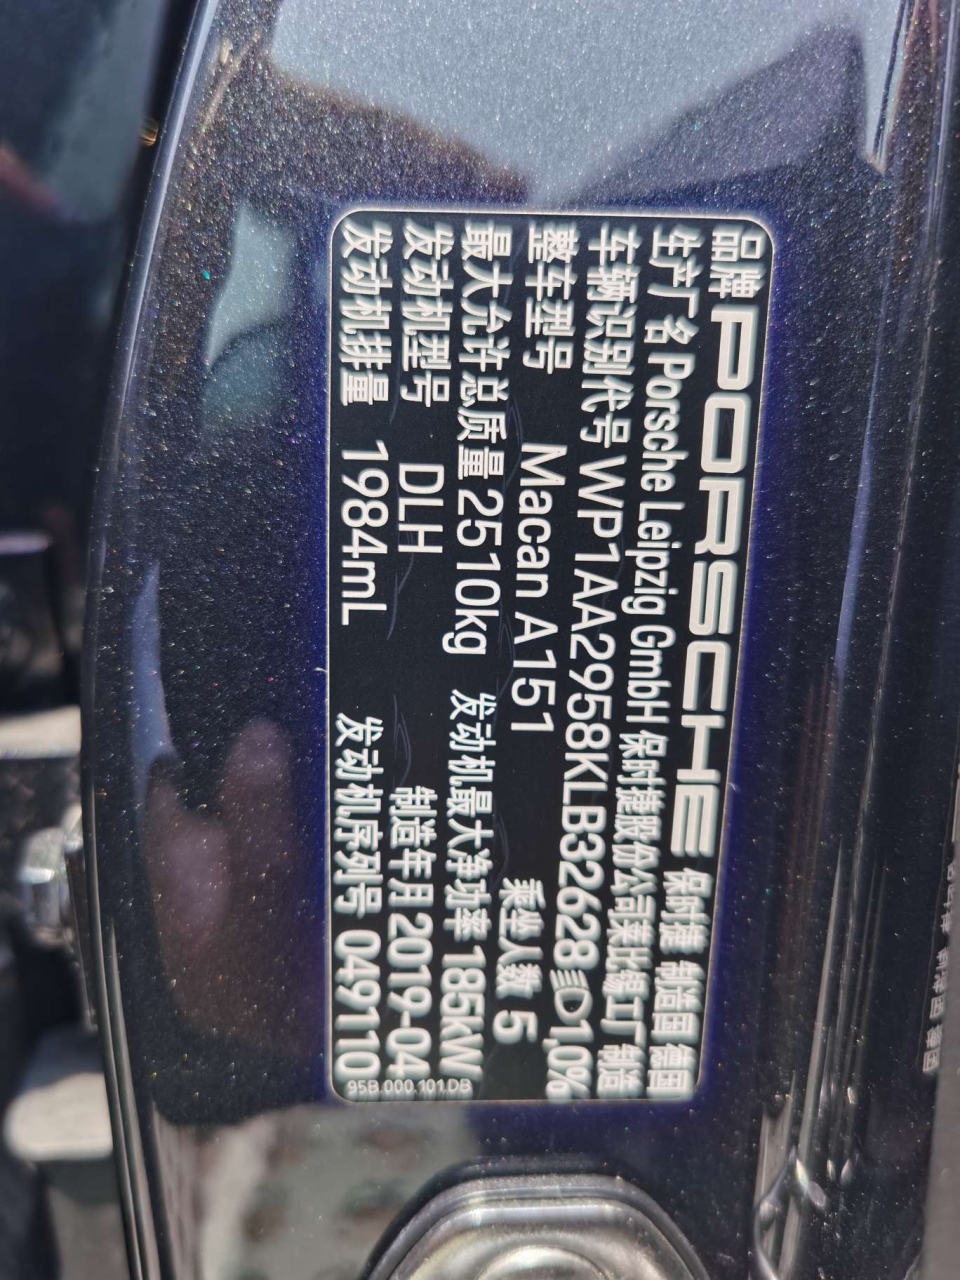 品牌 PORSCHE 保时捷 制造国 德国
生产厂名 Porsche Leipzig GmbH 保时捷股份公司莱比锡工厂 制造
车辆识别代号 WP1AA2958KLB32628 1,0%
整车型号 Macan A151 乘坐人数 5
最大允许总质量 2510kg 发动机最大净功率 185kW
发动机型号 DLH 制造年月 2019-04
发动机排量 1984mL 发动机序列号 049110
95B.000.101.DB